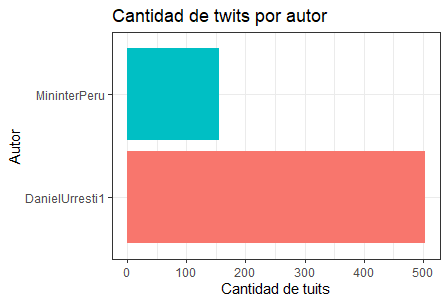 Cantidad de twits por autor
MininterPeru
DanielUrresti1
Autor
0 100 200 300 400 500
Cantidad de tuits